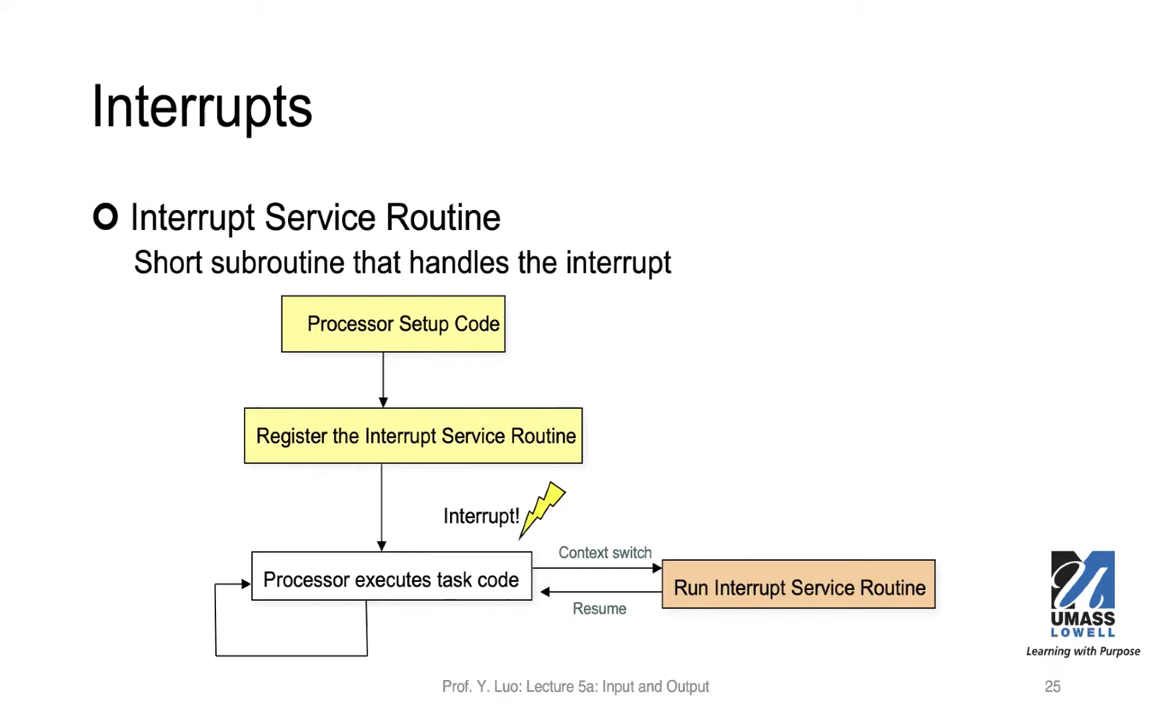 Interrupts
Interrupt Service Routine
Short subroutine that handles the interrupt
Processor Setup Code
Register the Interrupt Service Routine
Interrupt!
Context switch
Processor executes task code
Run Interrupt Service Routine
Resume
UMASS
LOWELL
Learning with Purpose
Prof. Y. Luo: Lecture 5a: Input and Output
25